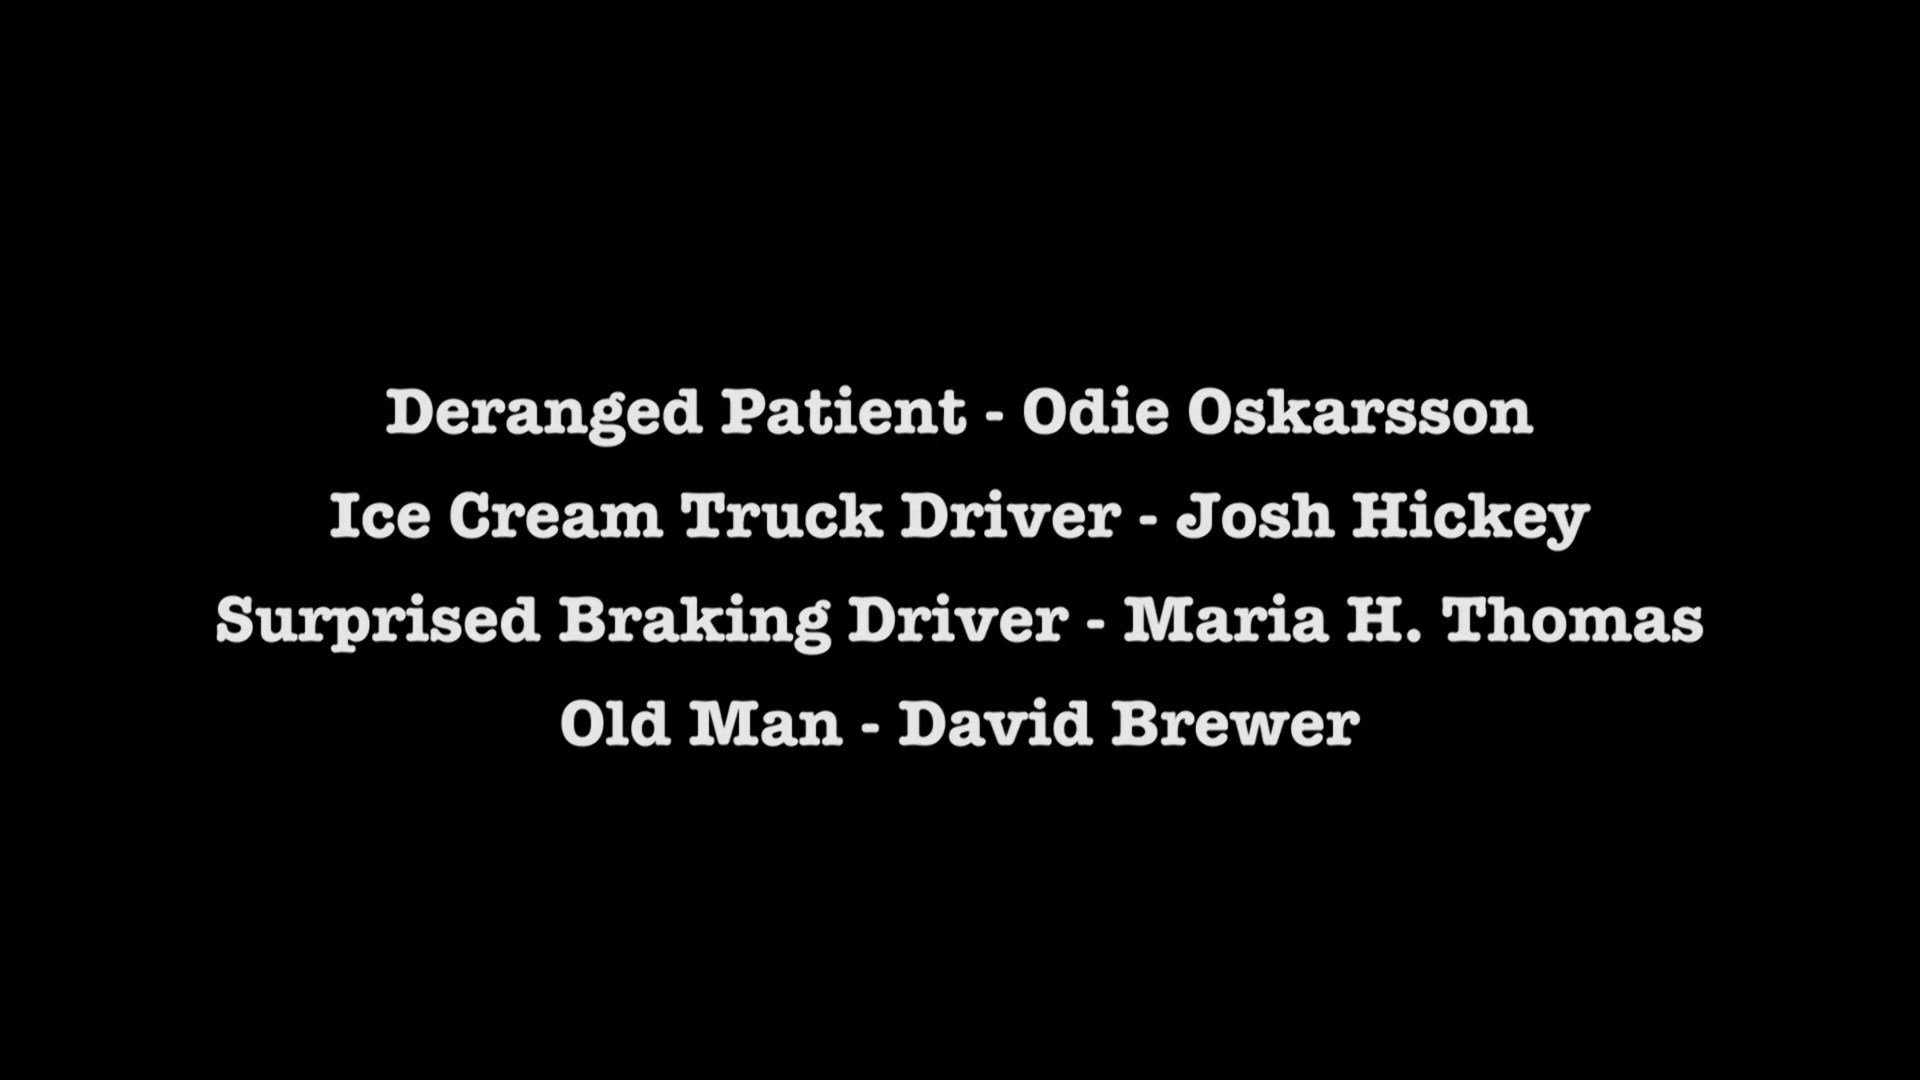 Deranged Patient - Odie Oskarsson
Ice Cream Truck Driver - Josh Hickey
Surprised Braking Driver - Maria H. Thomas
Old Man - David Brewer